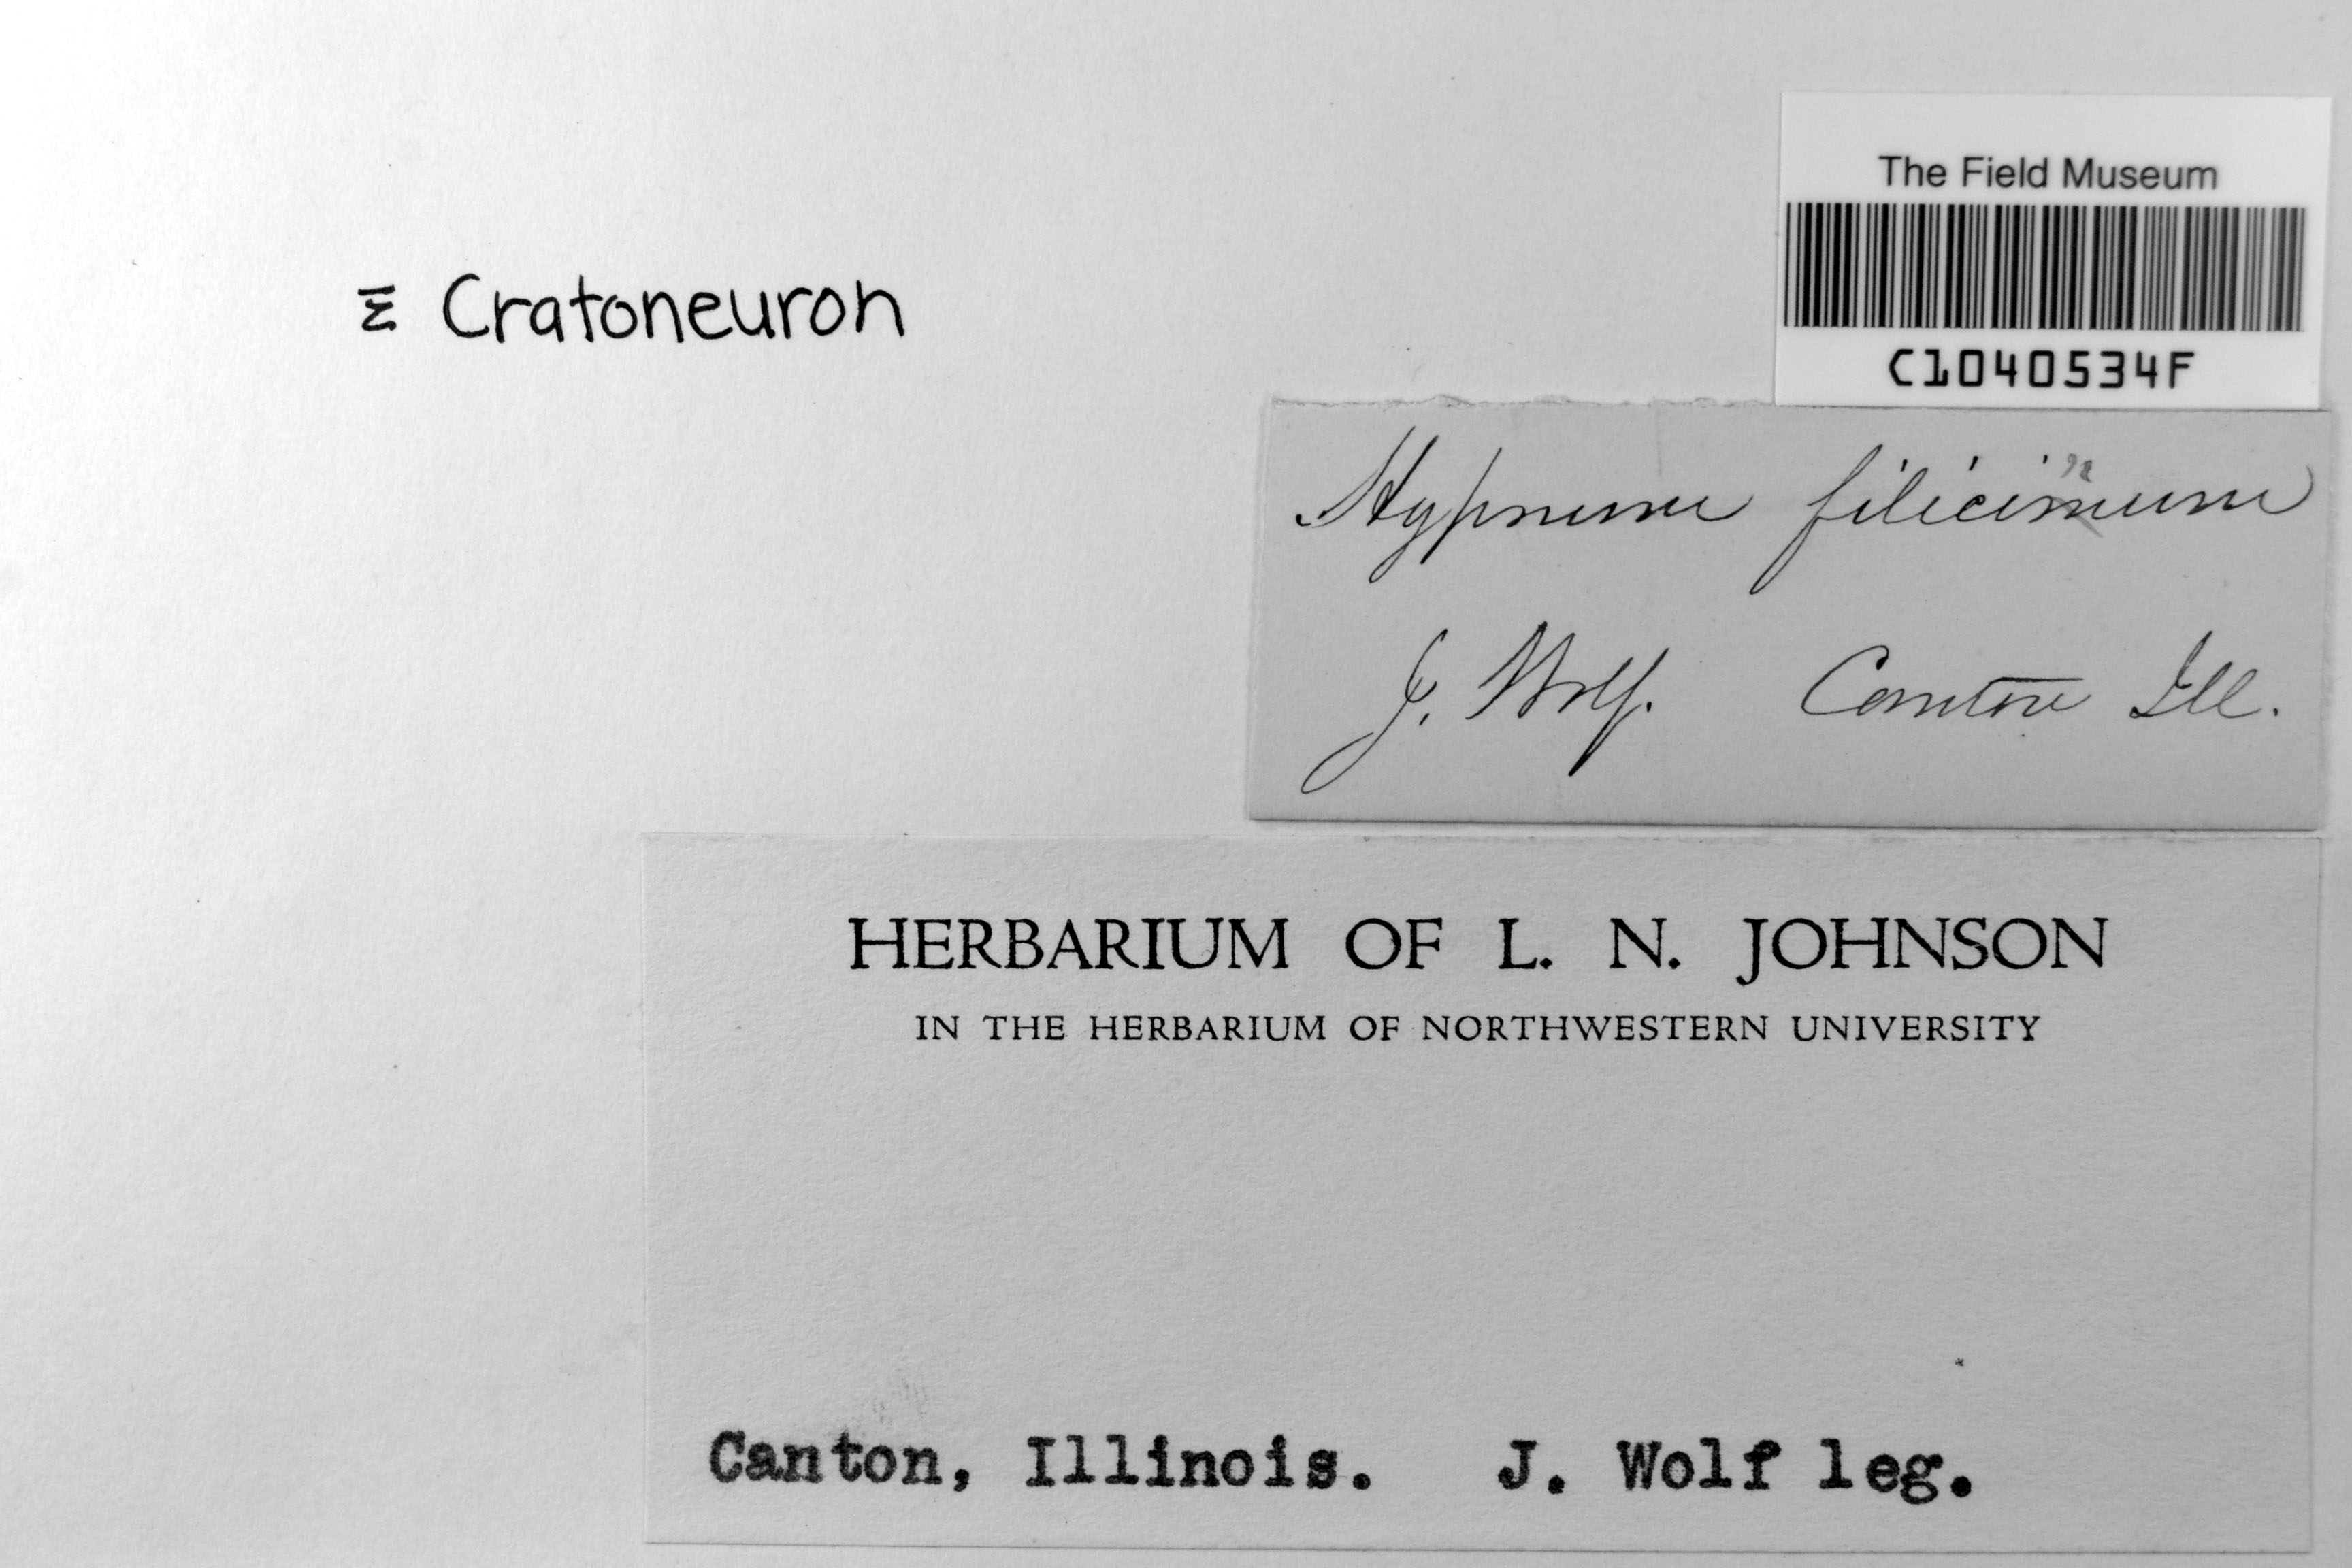 ≡ Cratoneuron
The Field Museum
C1040534F
Hypnum filicinum
J. Wolf. Canton Ill.
HERBARIUM OF L. N. JOHNSON
IN THE HERBARIUM OF NORTHWESTERN UNIVERSITY
Canton, Illinois. J. Wolf leg.